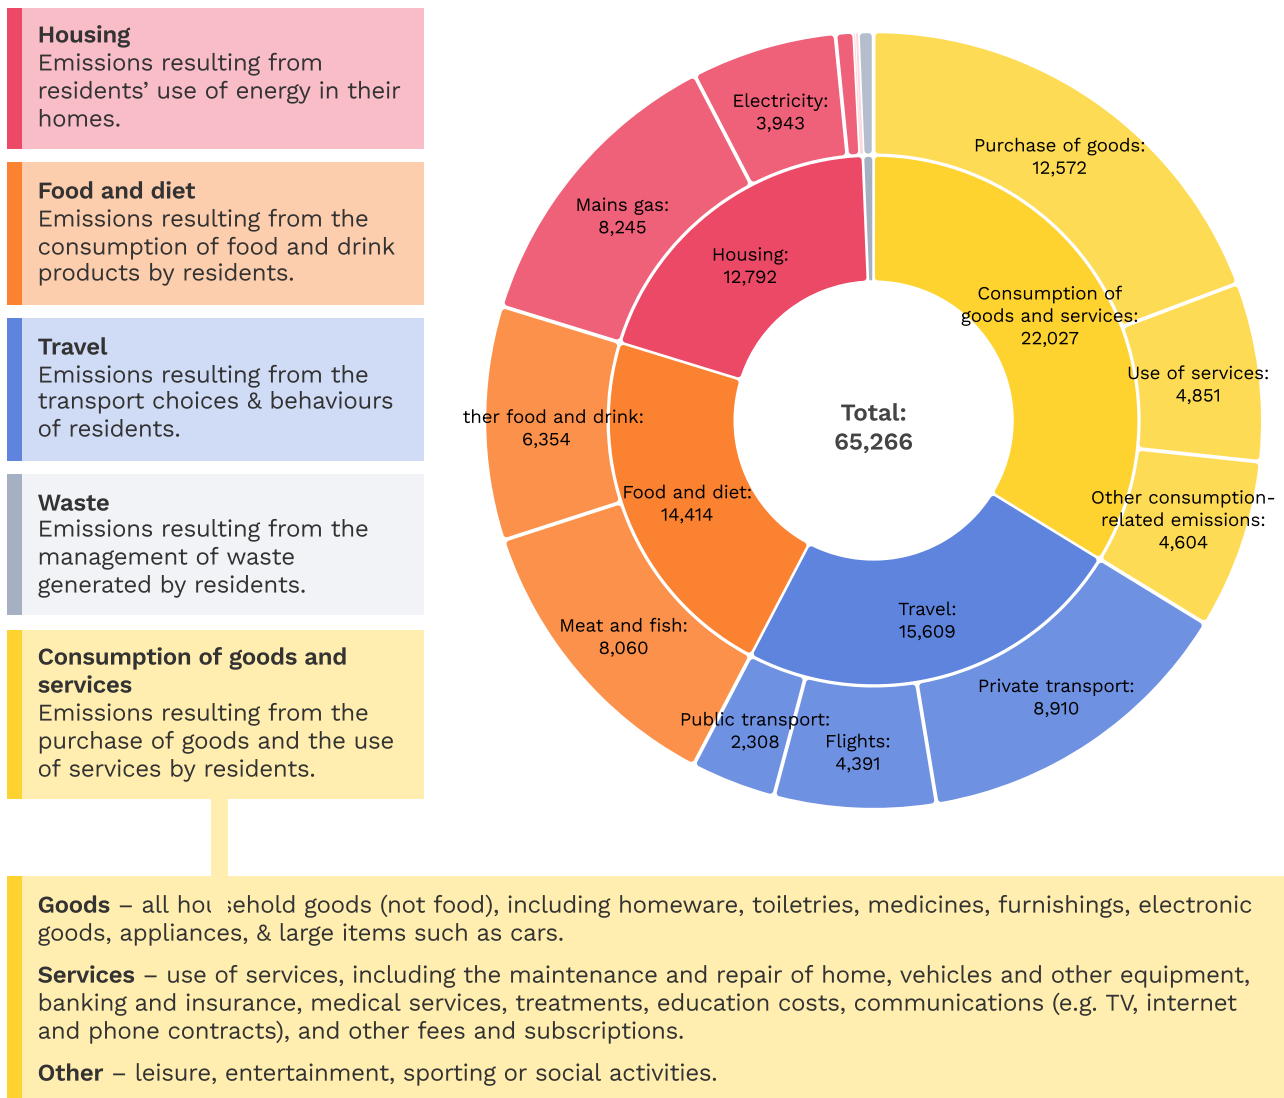 Housing
Emissions resulting from
residents’ use of energy in their
homes.
Food and diet
Emissions resulting from the
consumption of food and drink
products by residents.
Travel
Emissions resulting from the
transport choices & behaviours
of residents.
Waste
Emissions resulting from the
management of waste
generated by residents.
Consumption of goods and
services
Emissions resulting from the
purchase of goods and the use
of services by residents.
Electricity:
3,943
Purchase of goods:
12,572
Mains gas:
8,245
Housing:
12,792
Consumption of
goods and services:
22,027
Use of services:
4,851
Total:
65,266
ther food and drink:
6,354
Food and diet:
14,414
Other consumption-
related emissions:
4,604
Travel:
15,609
Meat and fish:
8,060
Private transport:
8,910
Public transport:
2,308
Flights:
4,391
Goods – all household goods (not food), including homeware, toiletries, medicines, furnishings, electronic
goods, appliances, & large items such as cars.
Services – use of services, including the maintenance and repair of home, vehicles and other equipment,
banking and insurance, medical services, treatments, education costs, communications (e.g. TV, internet
and phone contracts), and other fees and subscriptions.
Other – leisure, entertainment, sporting or social activities.